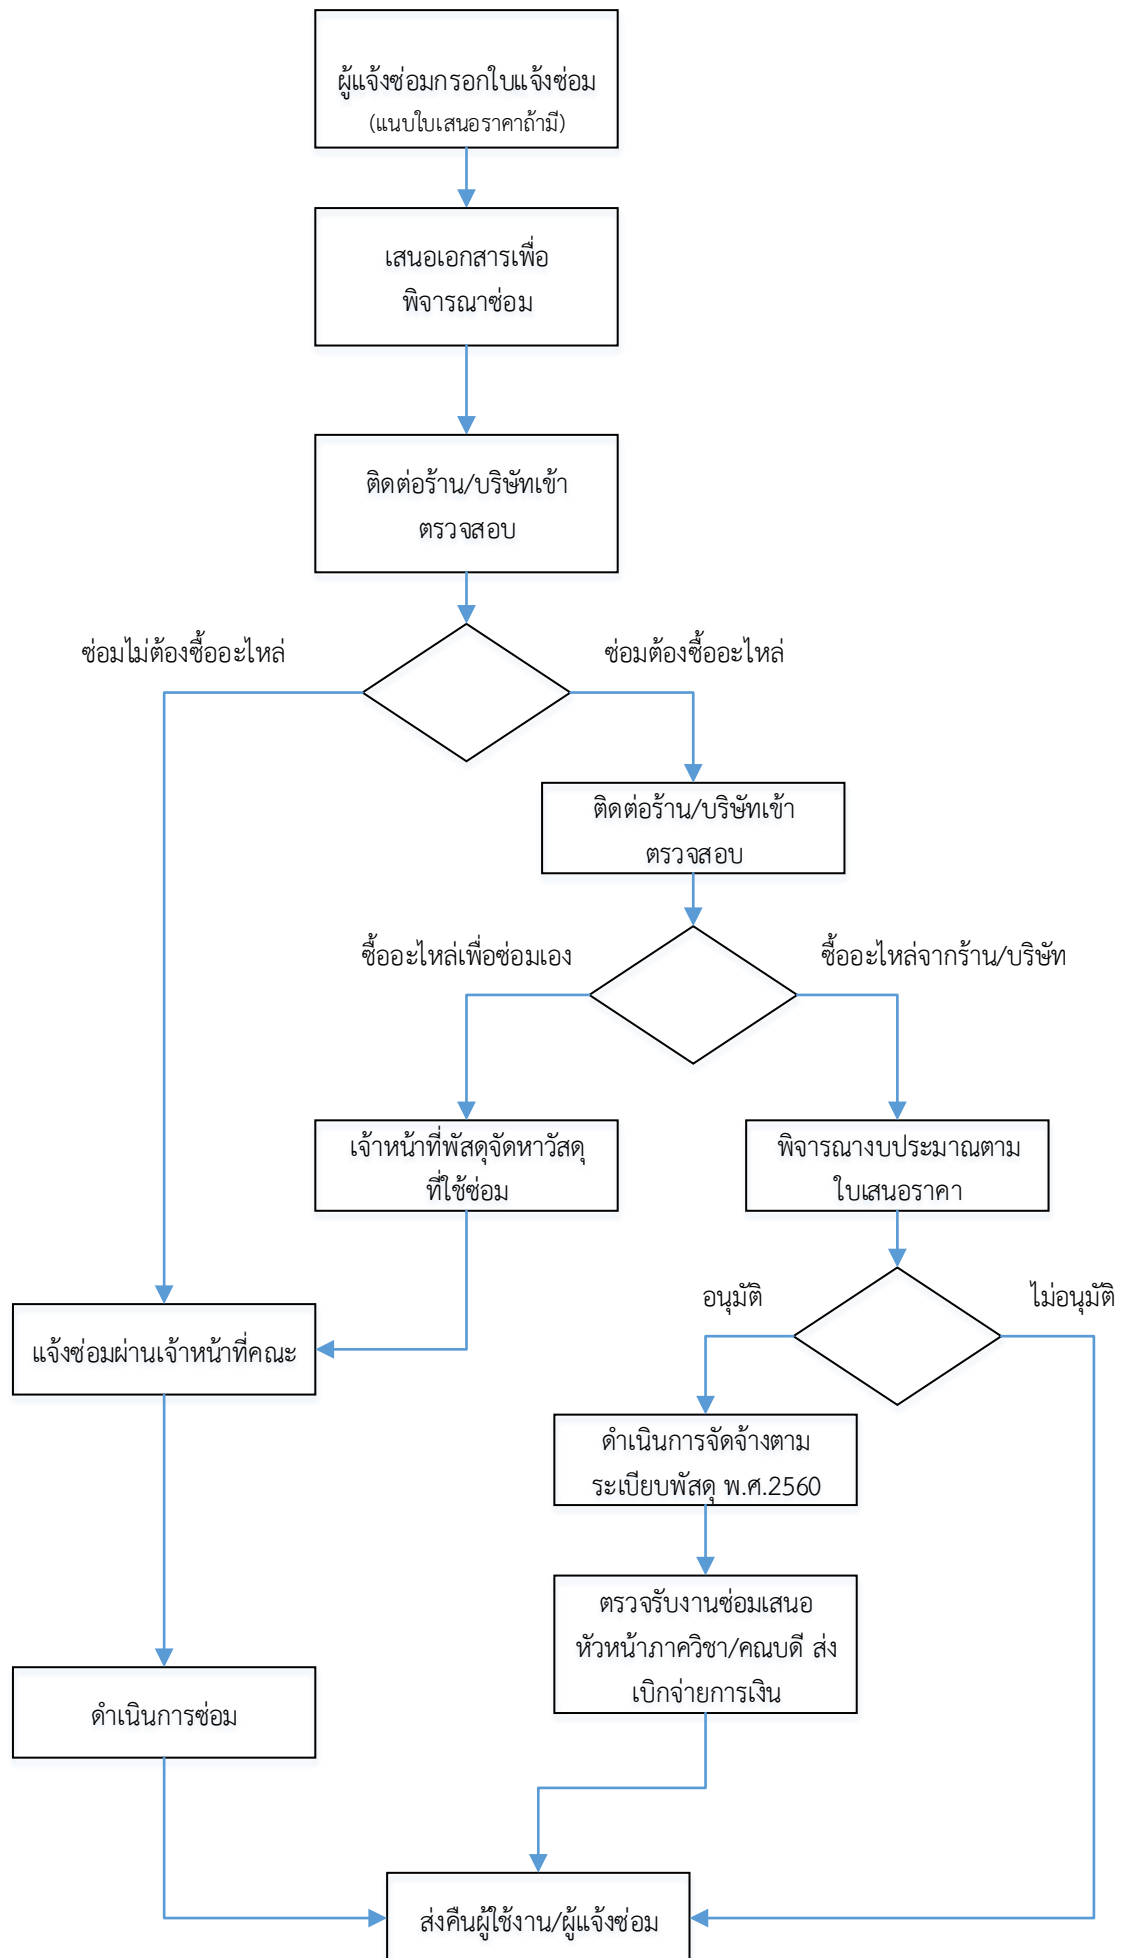 ผู้แจ้งซ่อมกรอกใบแจ้งซ่อม
(แนบใบเสนอราคาถ้ามี)
เสนอเอกสารเพื่อ
พิจารณาซ่อม
ติดต่อร้าน/บริษัทเข้า
ตรวจสอบ
ซ่อมไม่ต้องซื้ออะไหล่
ซ่อมต้องซื้ออะไหล่
ติดต่อร้าน/บริษัทเข้า
ตรวจสอบ
ซื้ออะไหล่เพื่อซ่อมเอง
ซื้ออะไหล่จากร้าน/บริษัท
เจ้าหน้าที่พัสดุจัดหาวัสดุ
ที่ใช้ซ่อม
พิจารณางบประมาณตาม
ใบเสนอราคา
อนุมัติ
ไม่อนุมัติ
แจ้งซ่อมผ่านเจ้าหน้าที่คณะ
ดำเนินการจัดจ้างตาม
ระเบียบพัสดุ พ.ศ.2560
ตรวจรับงานซ่อมเสนอ
หัวหน้าภาควิชา/คณบดี ส่ง
เบิกจ่ายการเงิน
ดำเนินการซ่อม
ส่งคืนผู้ใช้งาน/ผู้แจ้งซ่อม